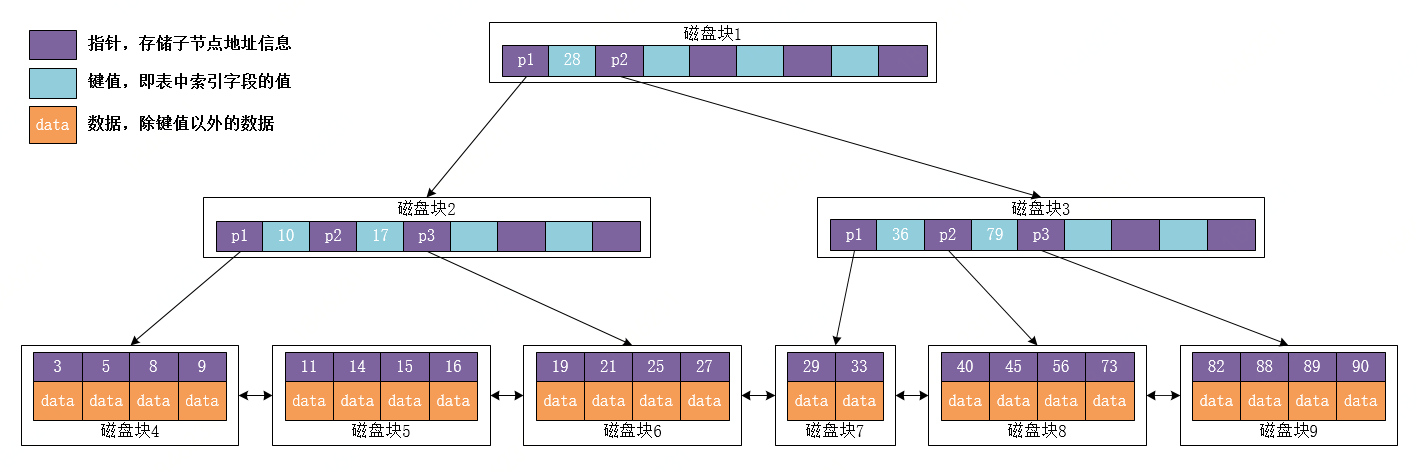 指针，存储子节点地址信息
键值，即表中索引字段的值
data 数据，除键值以外的数据
磁盘块1
p1 28 p2
磁盘块2
p1 10 p2 17 p3
磁盘块3
p1 36 p2 79 p3
3 5 8 9
data data data data
磁盘块4
11 14 15 16
data data data data
磁盘块5
19 21 25 27
data data data data
磁盘块6
29 33
data data
磁盘块7
40 45 56 73
data data data data
磁盘块8
82 88 89 90
data data data data
磁盘块9